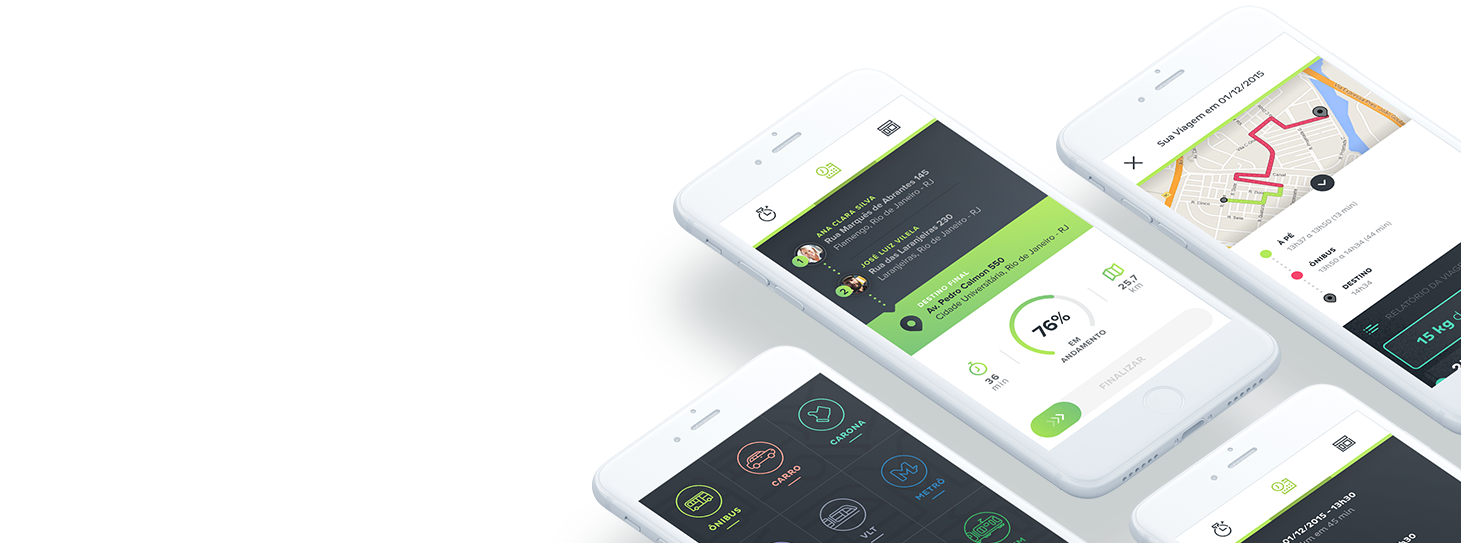 ANA CLARA SILVA
Rua Marquês de Abrantes 145
Flamengo, Rio de Janeiro - RJ
1
JOSÉ LUIZ VILELA
Rua das Laranjeiras 230
Laranjeiras, Rio de Janeiro - RJ
2
DESTINO FINAL
Av. Pedro Calmon 550
Cidade Universitária, Rio de Janeiro - RJ
36
min
76%
EM
ANDAMENTO
25.7
km
FINALIZAR
Sua Viagem em 01/12/2015
À PÉ
13h37 a 13h50 (13 min)
ÔNIBUS
13h50 a 14h34 (44 min)
DESTINO
14h34
RELATÓRIO DA VIAG
15 kg d
ÔNIBUS
CARRO
CARONA
VLT
METRÔ
M
01/12/2015 - 13h30
km em 45 min